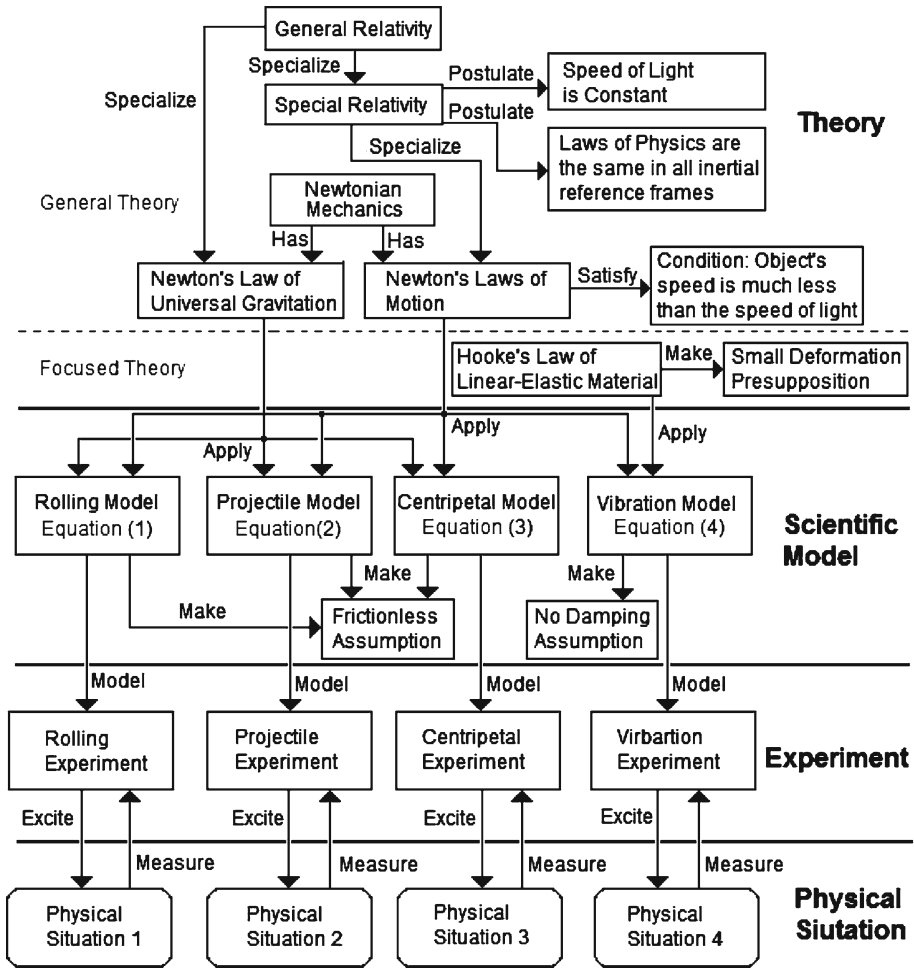 General Relativity
Specialize
Postulate
Speed of Light
is Constant
Specialize
Special Relativity
Postulate
Theory
Specialize
Laws of Physics are
the same in all inertial
reference frames
General Theory
Newtonian
Mechanics
Has
Has
Newton's Law of
Universal Gravitation
Newton's Laws of
Motion
Satisfy
Condition: Object's
speed is much less
than the speed of light
Focused Theory
Hooke's Law of
Linear-Elastic Material
Make
Small Deformation
Presupposition
Apply
Apply
Apply
Rolling Model
Equation (1)
Projectile Model
Equation(2)
Centripetal Model
Equation (3)
Vibration Model
Equation (4)
Scientific
Model
Make
Make
Make
Frictionless
Assumption
No Damping
Assumption
Model
Model
Model
Model
Rolling
Experiment
Projectile
Experiment
Centripetal
Experiment
Virbartion
Experiment
Experiment
Excite
Excite
Excite
Excite
Measure
Measure
Measure
Measure
Physical
Situation 1
Physical
Situation 2
Physical
Situation 3
Physical
Situation 4
Physical
Siutation